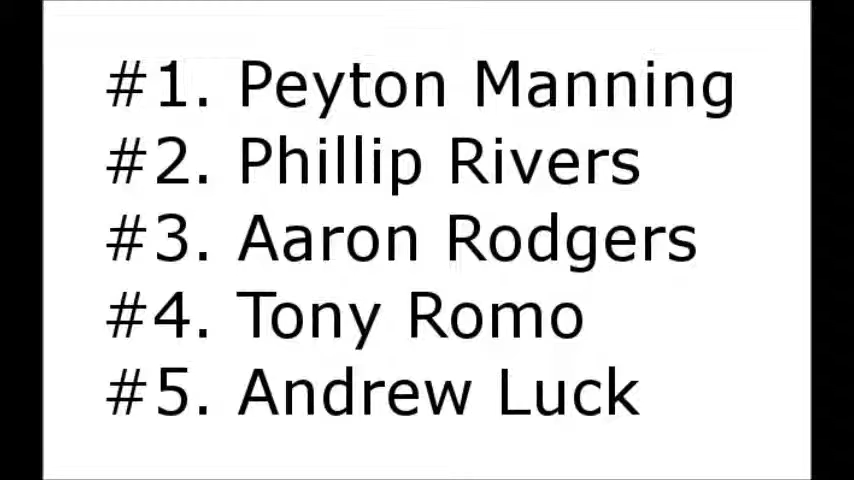 #1. Peyton Manning
#2. Phillip Rivers
#3. Aaron Rodgers
#4. Tony Romo
#5. Andrew Luck